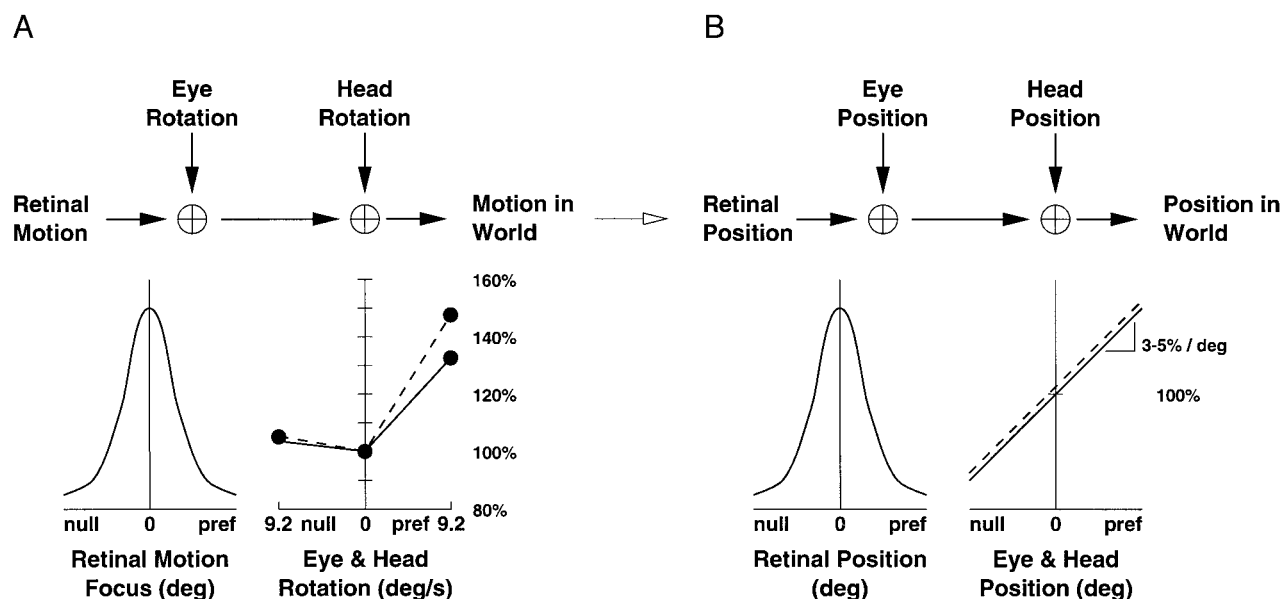 A
B
Eye
Rotation
Head
Rotation
Eye
Position
Head
Position
Retinal
Motion
Motion in
World
Retinal
Position
Position in
World
160%
140%
120%
100%
80%
null 0 pref
9.2 null 0 pref 9.2
Retinal Motion
Focus (deg)
Eye & Head
Rotation (deg/s)
3-5% / deg
100%
null 0 pref
null 0 pref
Retinal Position
(deg)
Eye & Head
Position (deg)